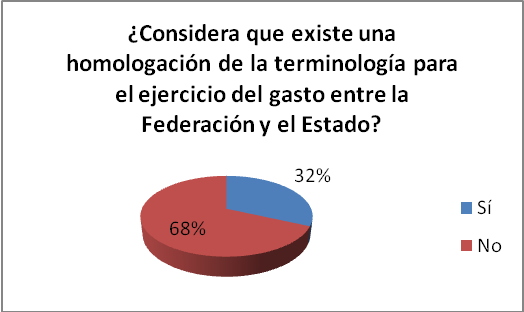 ¿Considera que existe una
homologación de la terminología para
el ejercicio del gasto entre la
Federación y el Estado?
32%
68%
Sí
No